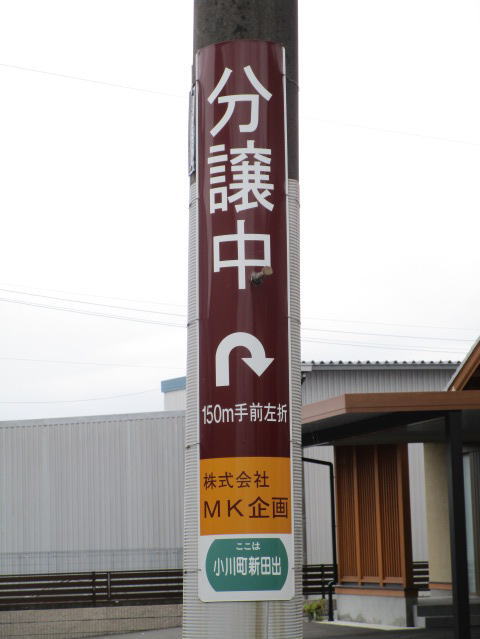 分譲中
150m手前左折
株式会社
MK企画
ここは
小川町新田出